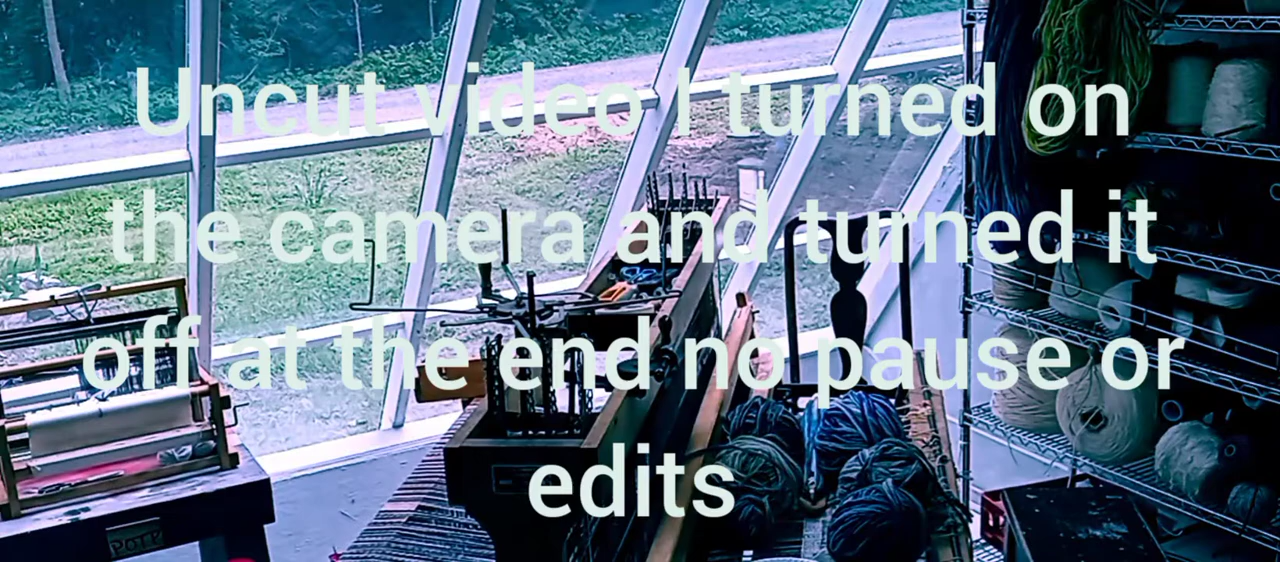 Uncut video I turned on
the camera and turned it
off at the end no pause or
edits